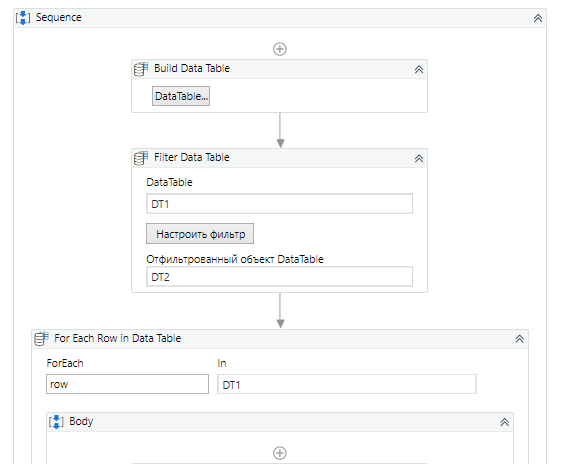 Sequence
Build Data Table
DataTable...
Filter Data Table
DataTable
DT1
Настроить фильтр
Отфильтрованный объект DataTable
DT2
For Each Row in Data Table
ForEach In
row DT1
Body